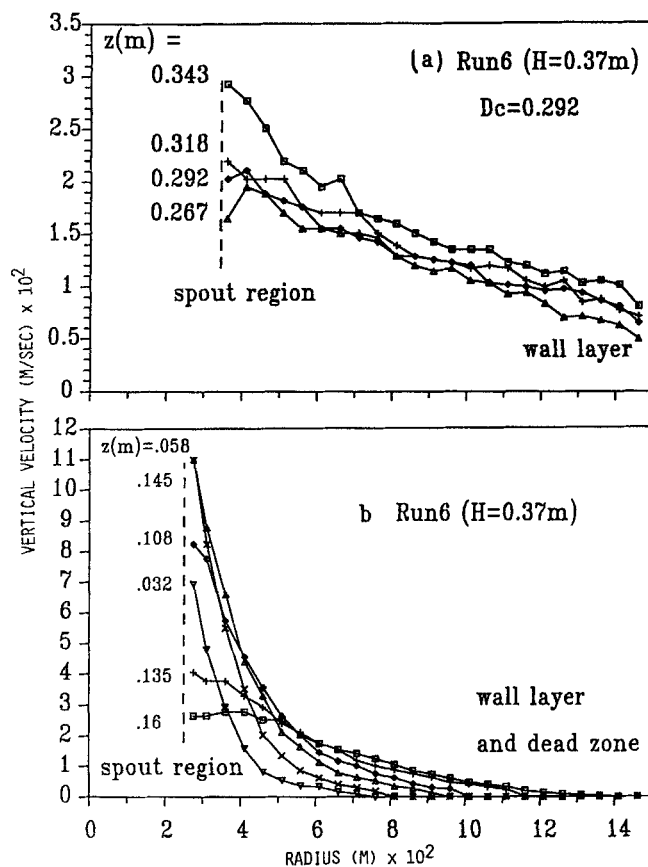 3.5
z(m) =
(a) Run6 (H=0.37m)
3
0.343
Dc=0.292
2.5
0.318
2
0.292
0.267
1.5
1
spout region
0.5
wall layer
0
VERTICAL VELOCITY (M/SEC) x 10²
12
z(m)=.058
11
.145
10
b Run6 (H=0.37m)
9
.108
8
7
.032
6
5
.135
4
3
wall layer
.16
2
and dead zone
1
spout region
0
0 2 4 6 8 10 12 14
RADIUS (M) x 10²